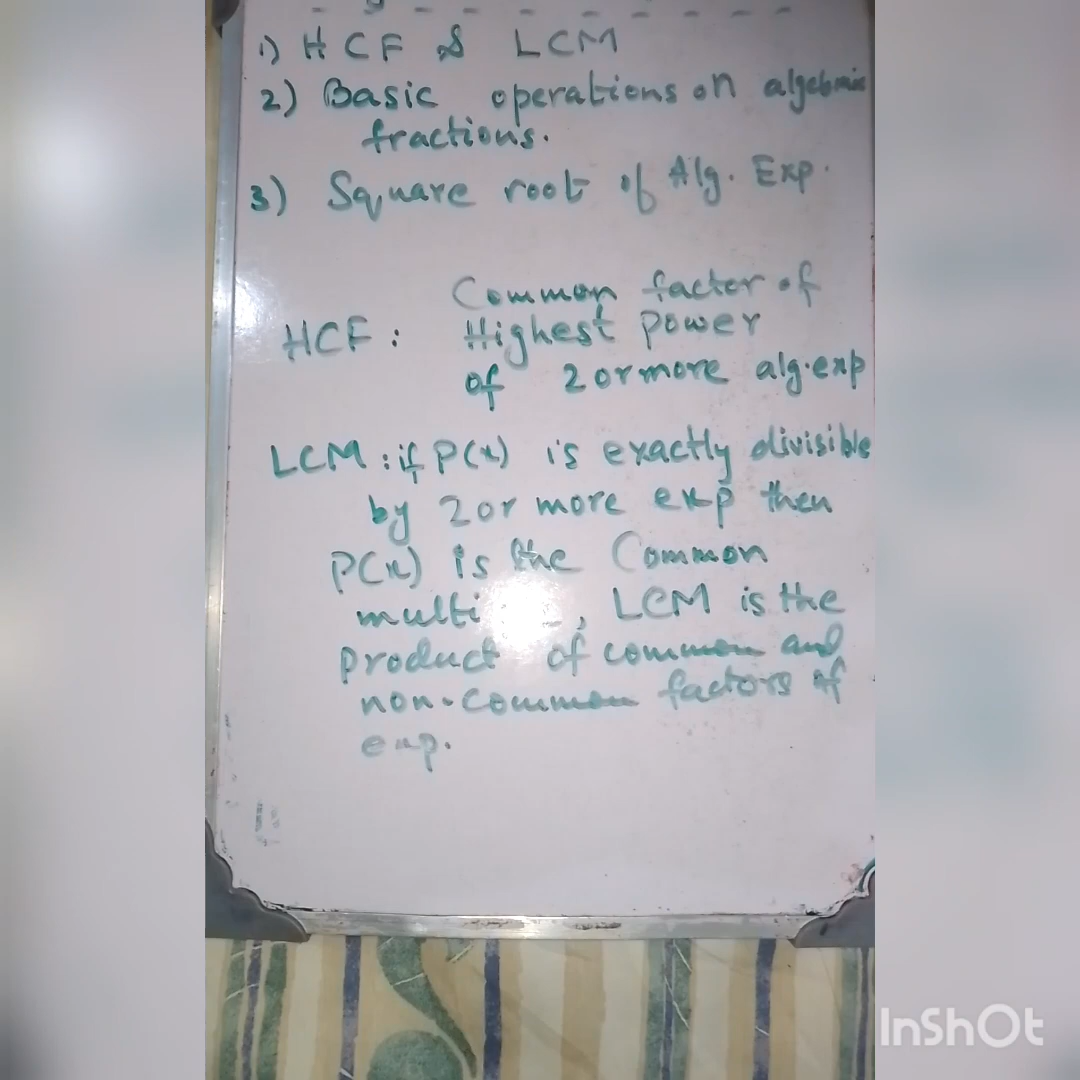 1) HCF & LCM
2) Basic operations on algebraic
fractions.
3) Square root of Alg. Exp.
Common factor of
HCF: Highest power
of 2 or more alg.exp
LCM: if P(x) is exactly divisible
by 2 or more exp then
P(x) is the Common
multi , LCM is the
product of common and
non-common factors of
exp.
InShOt